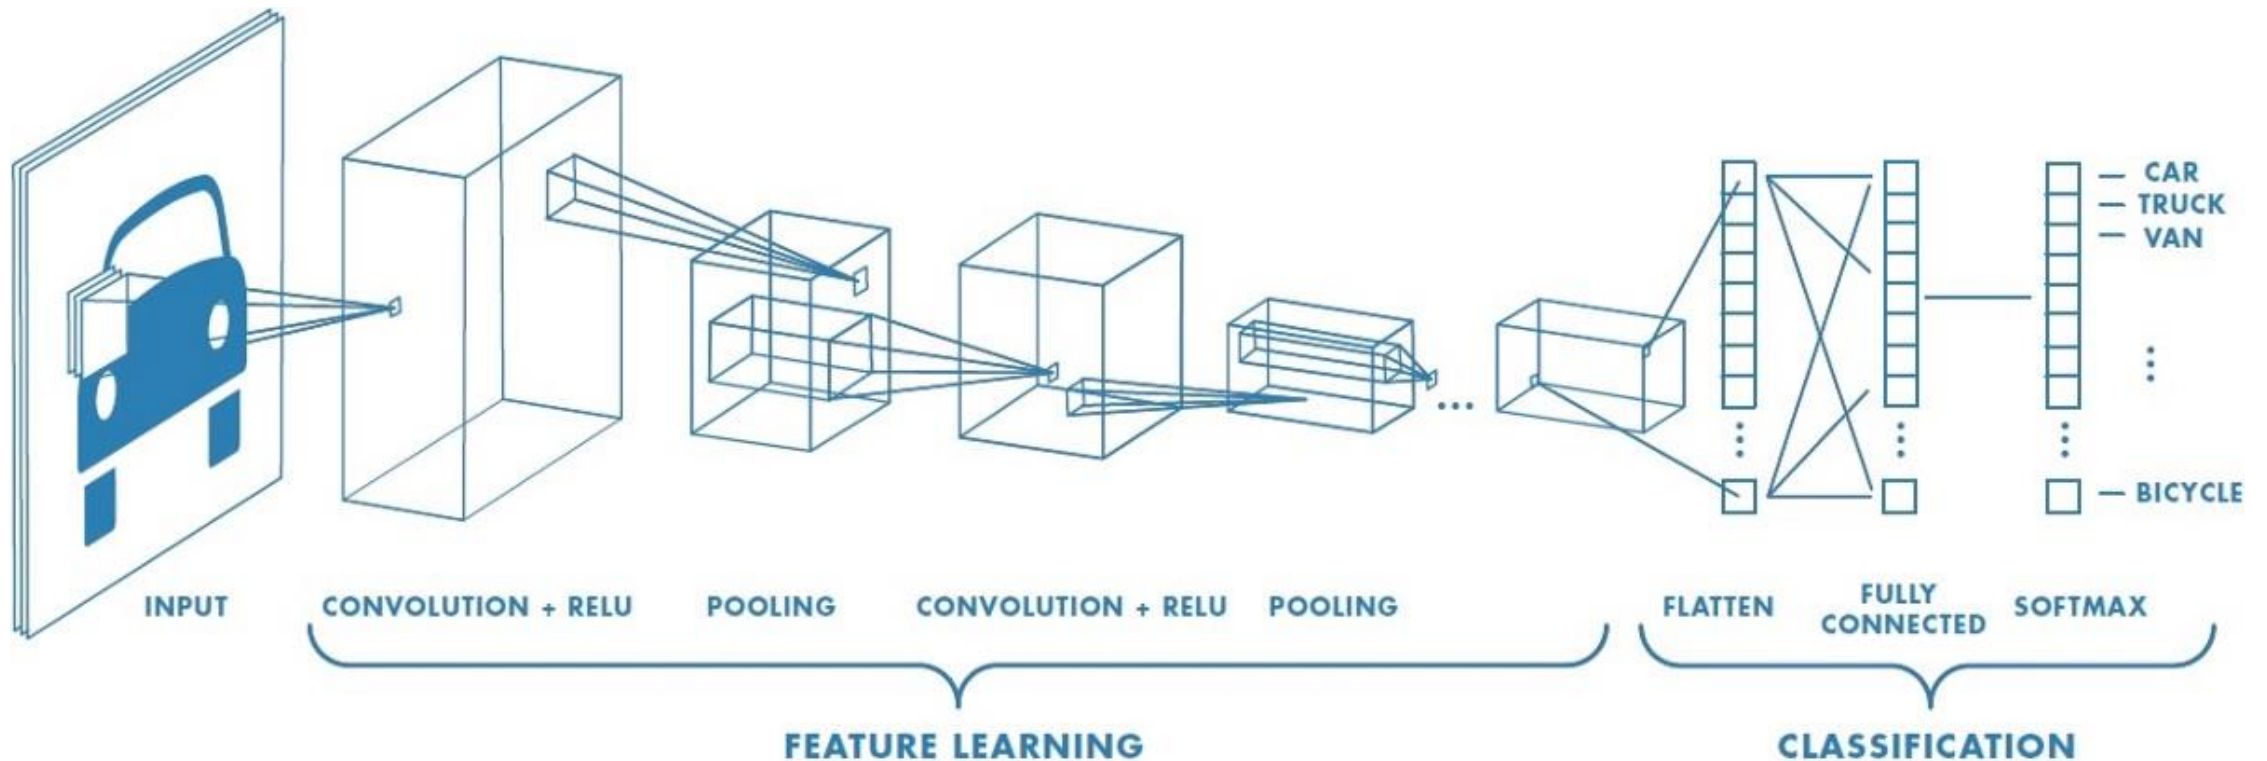 CAR
TRUCK
VAN
BICYCLE
INPUT
CONVOLUTION + RELU
POOLING
CONVOLUTION + RELU
POOLING
FLATTEN
FULLY
CONNECTED
SOFTMAX
FEATURE LEARNING
CLASSIFICATION